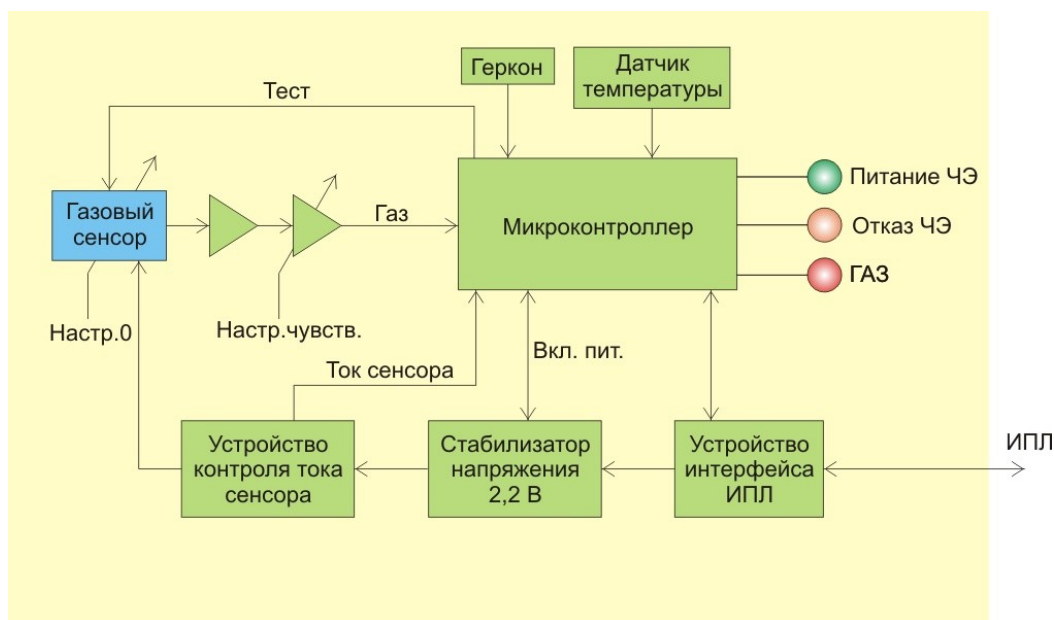 Геркон
Датчик
температуры
Тест
Газовый
сенсор
Газ
Микроконтроллер
Питание ЧЭ
Отказ ЧЭ
ГАЗ
Настр.0
Настр.чувств.
Вкл. пит.
Ток сенсора
Устройство
контроля тока
сенсора
Стабилизатор
напряжения
2,2 В
Устройство
интерфейса
ИПЛ
ИПЛ